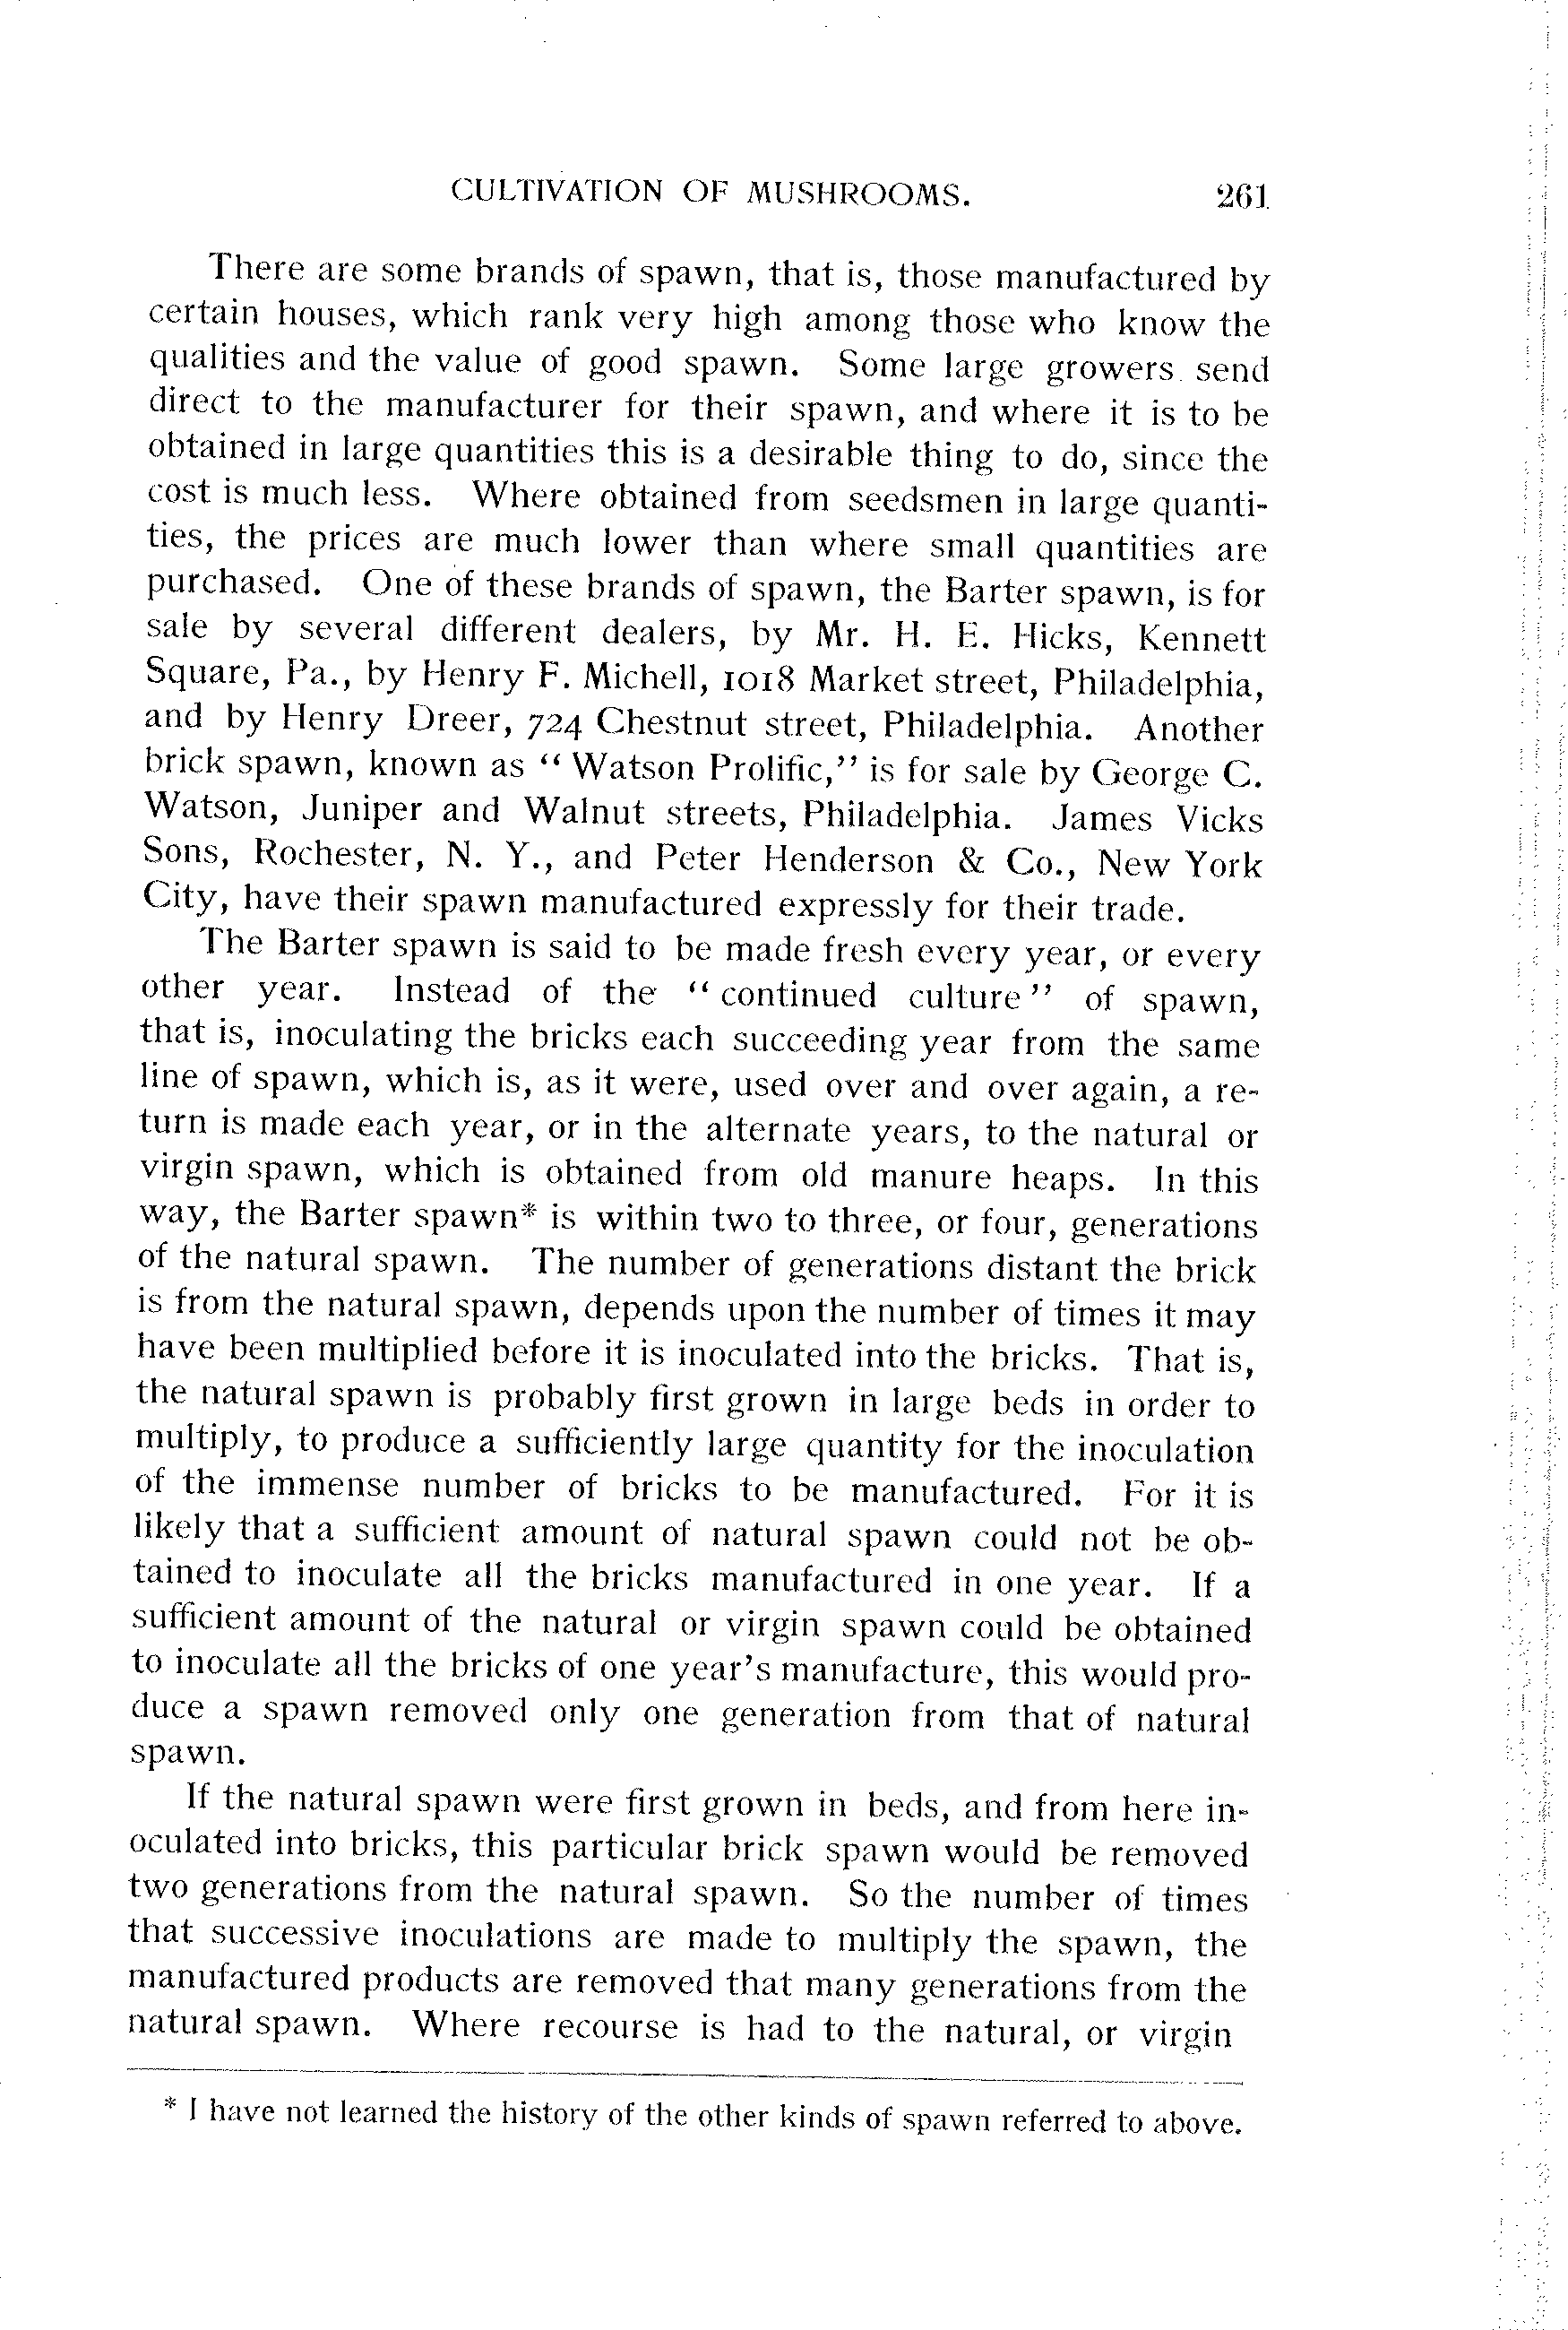 CULTIVATION OF MUSHROOMS. 261
There are some brands of spawn, that is, those manufactured by
certain houses, which rank very high among those who know the
qualities and the value of good spawn. Some large growers send
direct to the manufacturer for their spawn, and where it is to be
obtained in large quantities this is a desirable thing to do, since the
cost is much less. Where obtained from seedsmen in large quanti-
ties, the prices are much lower than where small quantities are
purchased. One of these brands of spawn, the Barter spawn, is for
sale by several different dealers, by Mr. H. E. Hicks, Kennett
Square, Pa., by Henry F. Michell, 1018 Market street, Philadelphia,
and by Henry Dreer, 724 Chestnut street, Philadelphia. Another
brick spawn, known as “ Watson Prolific,” is for sale by George C.
Watson, Juniper and Walnut streets, Philadelphia. James Vicks
Sons, Rochester, N. Y., and Peter Henderson & Co., New York
City, have their spawn manufactured expressly for their trade.
The Barter spawn is said to be made fresh every year, or every
other year. Instead of the “ continued culture ” of spawn,
that is, inoculating the bricks each succeeding year from the same
line of spawn, which is, as it were, used over and over again, a re-
turn is made each year, or in the alternate years, to the natural or
virgin spawn, which is obtained from old manure heaps. In this
way, the Barter spawn* is within two to three, or four, generations
of the natural spawn. The number of generations distant the brick
is from the natural spawn, depends upon the number of times it may
have been multiplied before it is inoculated into the bricks. That is,
the natural spawn is probably first grown in large beds in order to
multiply, to produce a sufficiently large quantity for the inoculation
of the immense number of bricks to be manufactured. For it is
likely that a sufficient amount of natural spawn could not be ob-
tained to inoculate all the bricks manufactured in one year. If a
sufficient amount of the natural or virgin spawn could be obtained
to inoculate all the bricks of one year’s manufacture, this would pro-
duce a spawn removed only one generation from that of natural
spawn.
If the natural spawn were first grown in beds, and from here in-
oculated into bricks, this particular brick spawn would be removed
two generations from the natural spawn. So the number of times
that successive inoculations are made to multiply the spawn, the
manufactured products are removed that many generations from the
natural spawn. Where recourse is had to the natural, or virgin
* I have not learned the history of the other kinds of spawn referred to above.